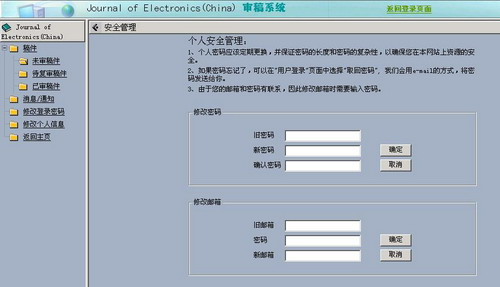 Journal of Electronics(China) 审稿系统
返回登录页面
Journal of
Electronics(China)
稿件
未审稿件
待复审稿件
已审稿件
消息/通知
修改登录密码
修改个人信息
返回主页
安全管理
个人安全管理:
1、个人密码应该定期更换,并保证密码的长度和密码的复杂性,以确保您在本网站上资源的安
全。
2、如果密码忘记了,可以在"用户登录"页面中选择"取回密码", 我们会用e-mail的方式,将密
码发送给你。
3、由于您的邮箱和密码有联系,因此修改邮箱时需要输入密码。
修改密码
旧密码
新密码
确定
确认密码
取消
修改邮箱
旧邮箱
密码
确定
新邮箱
取消